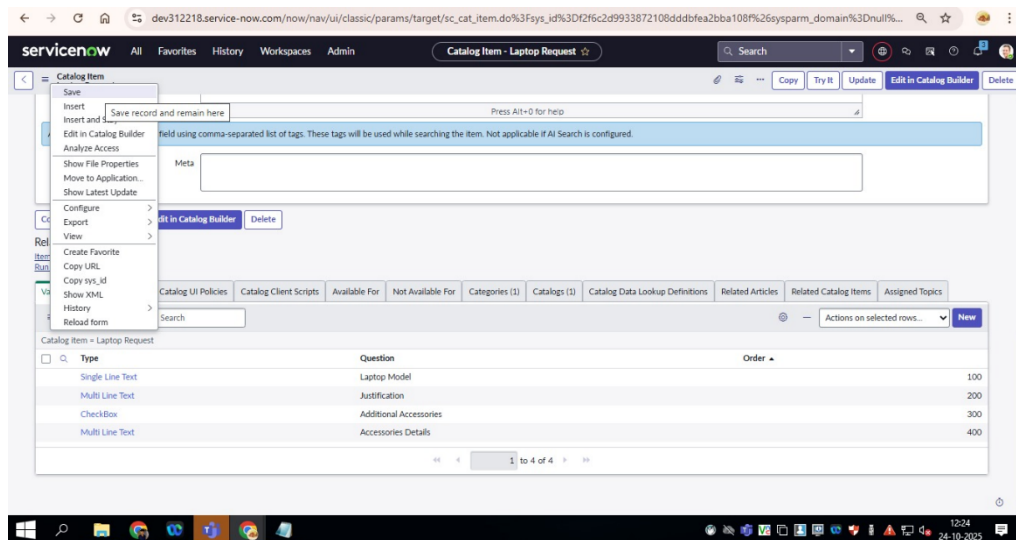 dev312218.service-now.com/now/nav/ui/classic/params/target/sc_cat_item.do%3Fsys_id%3Df2f6c2d9933872108dddbfea2bba108f%26sysparm_domain%3Dnull%...
servicenow All Favorites History Workspaces Admin Catalog Item - Laptop Request Search
Catalog Item
Copy Try It Update Edit in Catalog Builder Delete
Save
Insert
Save record and remain here
Insert and
Edit in Catalog Builder
Analyze Access
Show File Properties
Move to Application...
Show Latest Update
Configure
Export
View
Create Favorite
Copy URL
Copy sys_id
Show XML
History
Reload form
Press Alt+0 for help
field using comma-separated list of tags. These tags will be used while searching the item. Not applicable if AI Search is configured.
Meta
dit in Catalog Builder Delete
Rel
Item
Run
Va Catalog UI Policies Catalog Client Scripts Available For Not Available For Categories (1) Catalogs (1) Catalog Data Lookup Definitions Related Articles Related Catalog Items Assigned Topics
Search Actions on selected rows... New
Catalog item = Laptop Request
Type Question Order
Single Line Text Laptop Model 100
Multi Line Text Justification 200
CheckBox Additional Accessories 300
Multi Line Text Accessories Details 400
1 to 4 of 4
12:24
24-10-2025